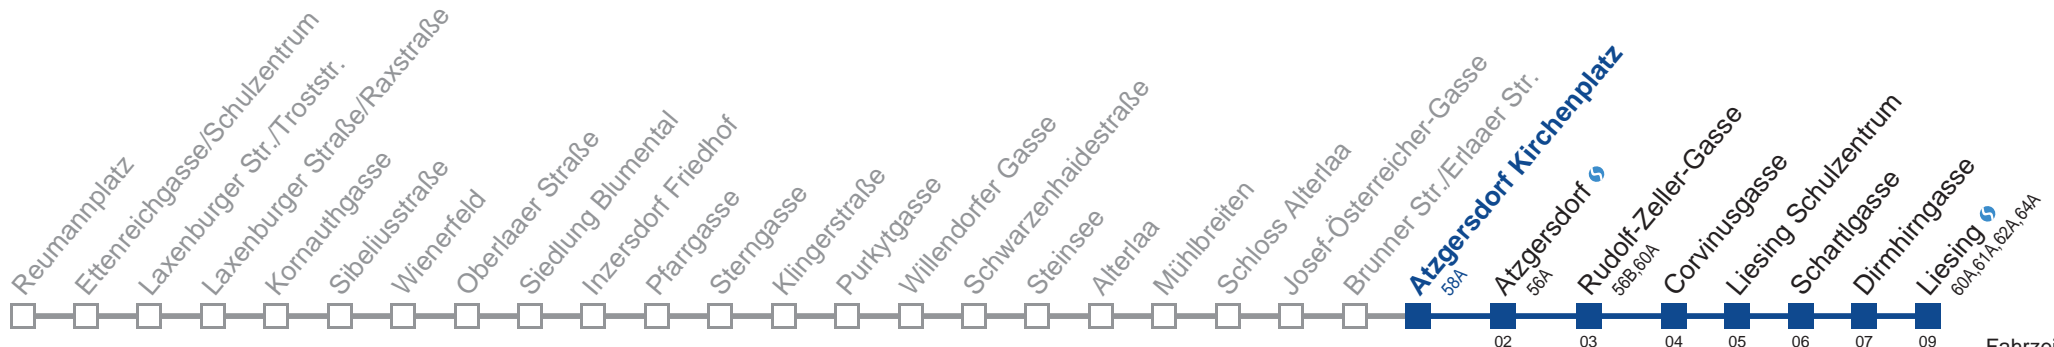 Reumannplatz
Ettenreichgasse/Schulzentrum
Laxenburger Str./Troststr.
Laxenburger Straße/Raxstraße
Kornauthgasse
Sibeliusstraße
Wienerfeld
Oberlaaer Straße
Siedlung Blumental
Inzersdorf Friedhof
Pfarrgasse
Sterngasse
Klingerstraße
Purkytgasse
Willendorfer Gasse
Schwarzenhaidestraße
Steinsee
Alterlaa
Mühlbreiten
Schloss Alterlaa
Josef-Österreicher-Gasse
Brunner Str./Erlaaer Str.
Atzgersdorf Kirchenplatz
58A
Atzgersdorf
56A
Rudolf-Zeller-Gasse
56B,60A
Corvinusgasse
Liesing Schulzentrum
Schartlgasse
Dirmhirngasse
Liesing
60A,61A,62A,64A
02 03 04 05 06 07 09
Fahrzei